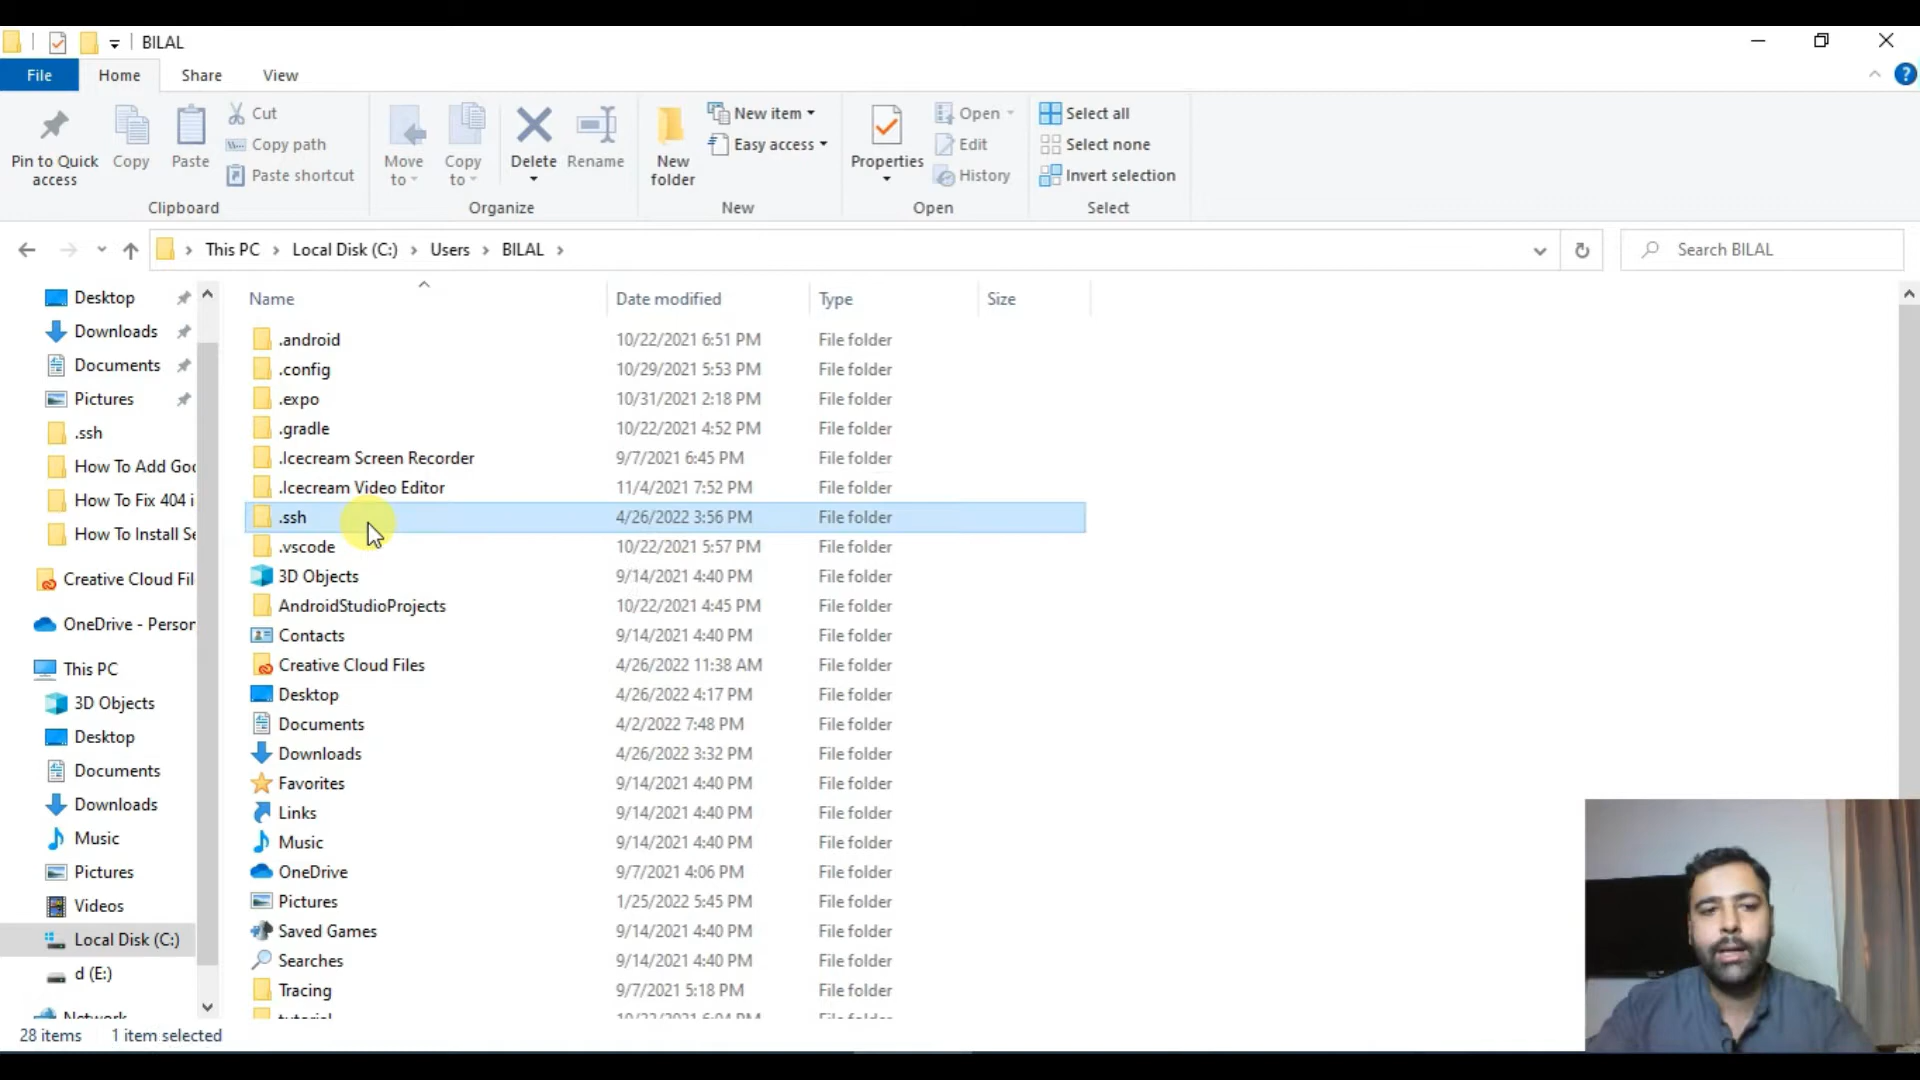 BILAL
File Home Share View
Pin to Quick access
Copy
Paste
Cut
Copy path
Paste shortcut
Clipboard
Move to
Copy to
Delete
Rename
Organize
New folder
New item
Easy access
New
Properties
Open
Edit
History
Open
Select all
Select none
Invert selection
Select
This PC > Local Disk (C:) > Users > BILAL >
Search BILAL
Desktop
Downloads
Documents
Pictures
.ssh
How To Add Goo
How To Fix 404 i
How To Install Se
Creative Cloud Fil
OneDrive - Person
This PC
3D Objects
Desktop
Documents
Downloads
Music
Pictures
Videos
Local Disk (C:)
d (E:)
Network
Name Date modified Type Size
.android 10/22/2021 6:51 PM File folder
.config 10/29/2021 5:53 PM File folder
.expo 10/31/2021 2:18 PM File folder
.gradle 10/22/2021 4:52 PM File folder
.Icecream Screen Recorder 9/7/2021 6:45 PM File folder
.Icecream Video Editor 11/4/2021 7:52 PM File folder
.ssh 4/26/2022 3:56 PM File folder
.vscode 10/22/2021 5:57 PM File folder
3D Objects 9/14/2021 4:40 PM File folder
AndroidStudioProjects 10/22/2021 4:45 PM File folder
Contacts 9/14/2021 4:40 PM File folder
Creative Cloud Files 4/26/2022 11:38 AM File folder
Desktop 4/26/2022 4:17 PM File folder
Documents 4/2/2022 7:48 PM File folder
Downloads 4/26/2022 3:32 PM File folder
Favorites 9/14/2021 4:40 PM File folder
Links 9/14/2021 4:40 PM File folder
Music 9/14/2021 4:40 PM File folder
OneDrive 9/7/2021 4:06 PM File folder
Pictures 1/25/2022 5:45 PM File folder
Saved Games 9/14/2021 4:40 PM File folder
Searches 9/14/2021 4:40 PM File folder
Tracing 9/7/2021 5:18 PM File folder
28 items 1 item selected